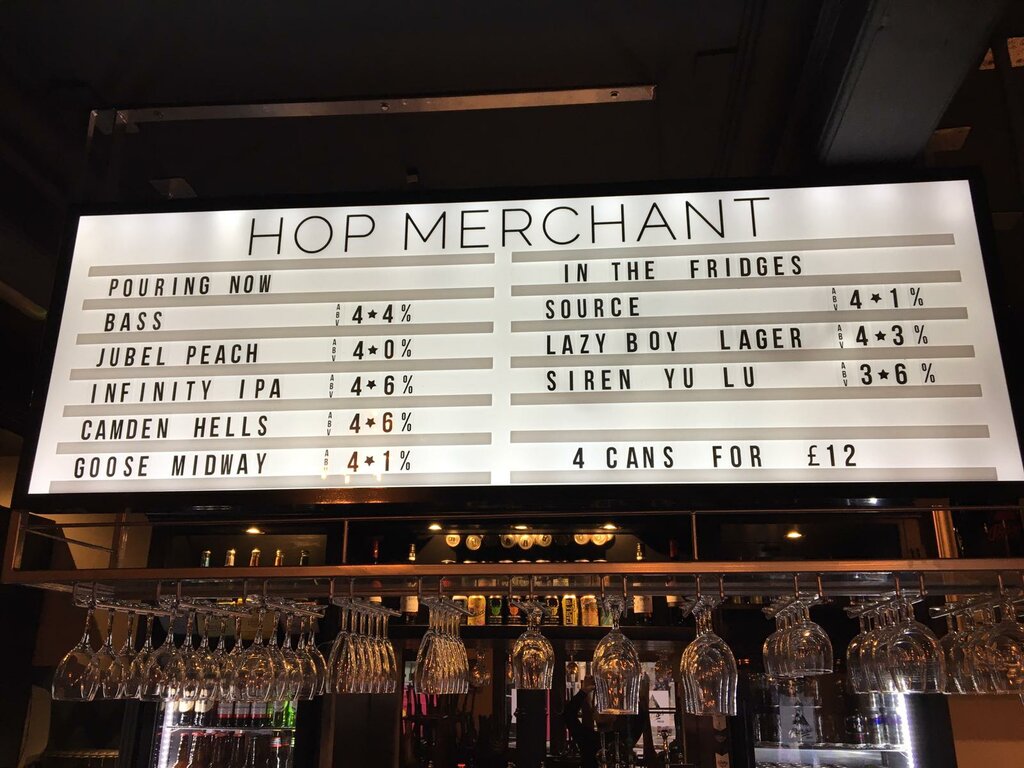 HOP MERCHANT
POURING NOW
BASS ABV 4★4%
JUBEL PEACH ABV 4★0%
INFINITY IPA ABV 4★6%
CAMDEN HELLS ABV 4★6%
GOOSE MIDWAY ABV 4★1%
IN THE FRIDGES
SOURCE ABV 4★1%
LAZY BOY LAGER ABV 4★3%
SIREN YU LU ABV 3★6%
4 CANS FOR £12